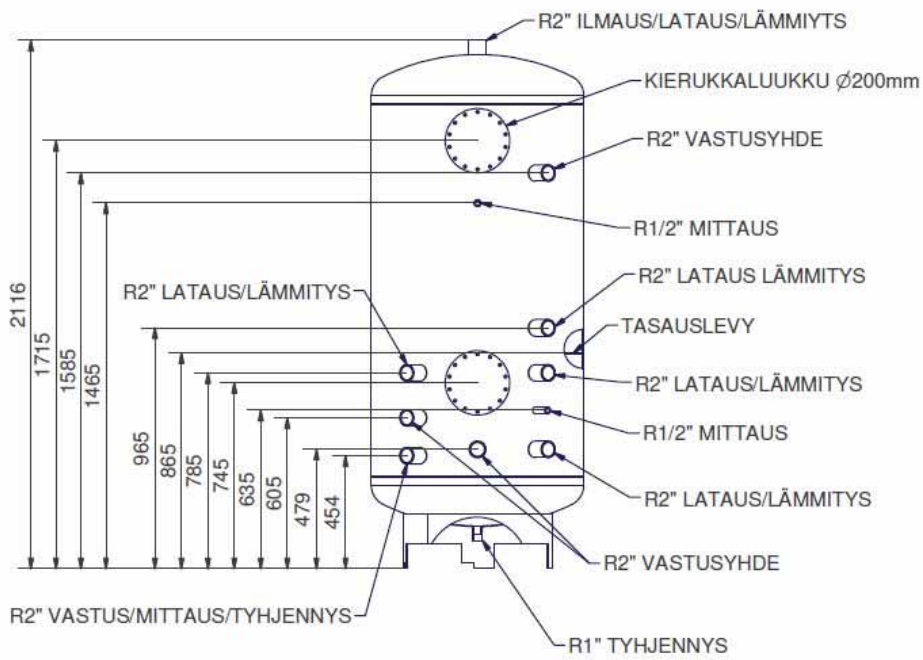 R2" ILMAUS/LATAUS/LÄMMIYTS
KIERUKKALUUKKU Ø200mm
R2" VASTUSYHDE
R1/2" MITTAUS
R2" LATAUS LÄMMITYS
R2" LATAUS/LÄMMITYS
TASAUSLEVY
R2" LATAUS/LÄMMITYS
R1/2" MITTAUS
R2" LATAUS/LÄMMITYS
R2" VASTUSYHDE
R2" VASTUS/MITTAUS/TYHJENNYS
R1" TYHJENNYS
2116
1715
1585
1465
965
865
785
745
635
605
479
454